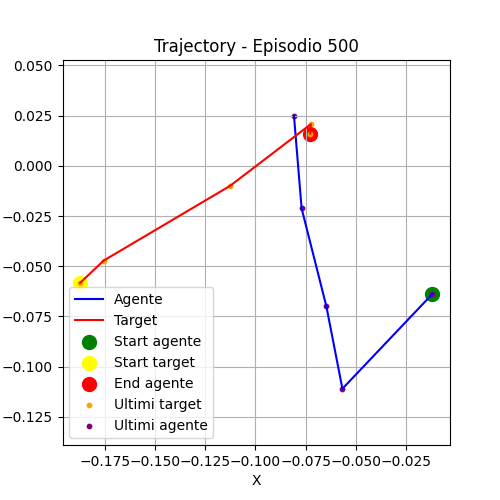 Trajectory - Episodio 500
0.050
0.025
0.000
−0.025
−0.050
−0.075
−0.100
−0.125
Agente
Target
Start agente
Start target
End agente
Ultimi target
Ultimi agente
−0.175−0.150−0.125−0.100−0.075−0.050−0.025
X